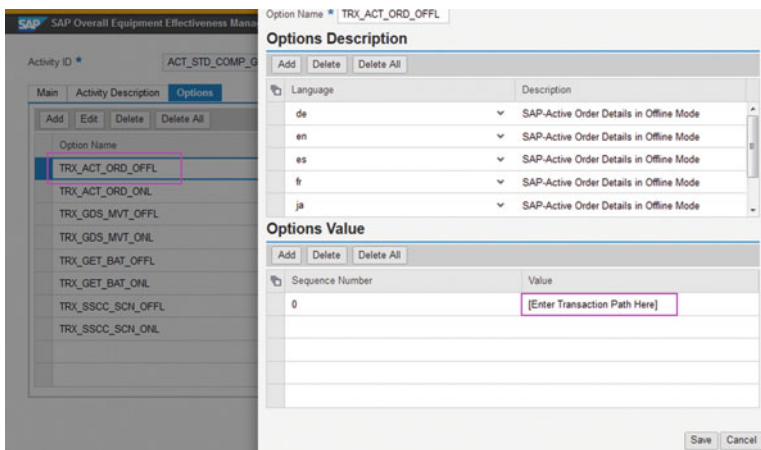 SAP SAP Overall Equipment Effectiveness Mana
Activity ID * ACT_STD_COMP_G
Main Activity Description Options
Add Edit Delete Delete All
Option Name
TRX_ACT_ORD_OFFL
TRX_ACT_ORD_ONL
TRX_GDS_MVT_OFFL
TRX_GDS_MVT_ONL
TRX_GET_BAT_OFFL
TRX_GET_BAT_ONL
TRX_SSCC_SCN_OFFL
TRX_SSCC_SCN_ONL
Option Name * TRX_ACT_ORD_OFFL
Options Description
Add Delete Delete All
Language Description
de SAP-Active Order Details in Offline Mode
en SAP-Active Order Details in Offline Mode
es SAP-Active Order Details in Offline Mode
fr SAP-Active Order Details in Offline Mode
ja SAP-Active Order Details in Offline Mode
Options Value
Add Delete Delete All
Sequence Number Value
0 [Enter Transaction Path Here]
Save Cancel